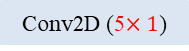 Conv2D (5× 1)